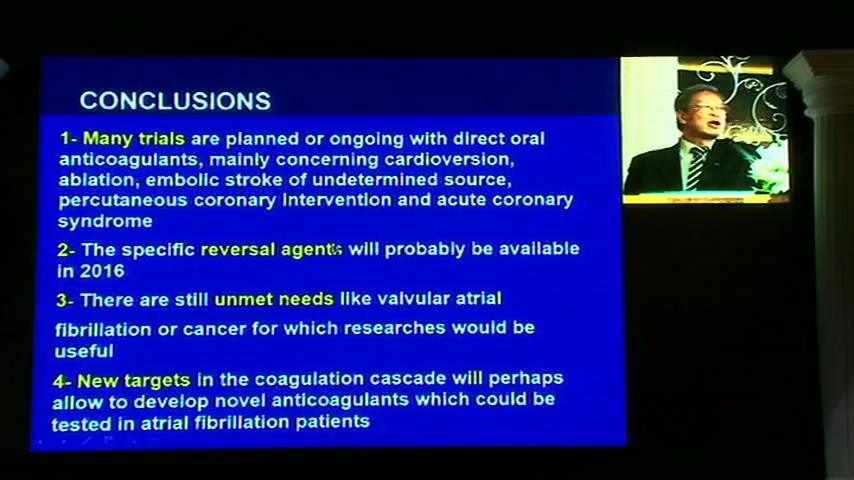 CONCLUSIONS
1- Many trials are planned or ongoing with direct oral
anticoagulants, mainly concerning cardioversion,
ablation, embolic stroke of undetermined source,
percutaneous coronary Intervention and acute coronary
syndrome
2- The specific reversal agents will probably be available
in 2016
3- There are still unmet needs like valvular atrial
fibrillation or cancer for which researches would be
useful
4- New targets in the coagulation cascade will perhaps
allow to develop novel anticoagulants which could be
tested in atrial fibrillation patients